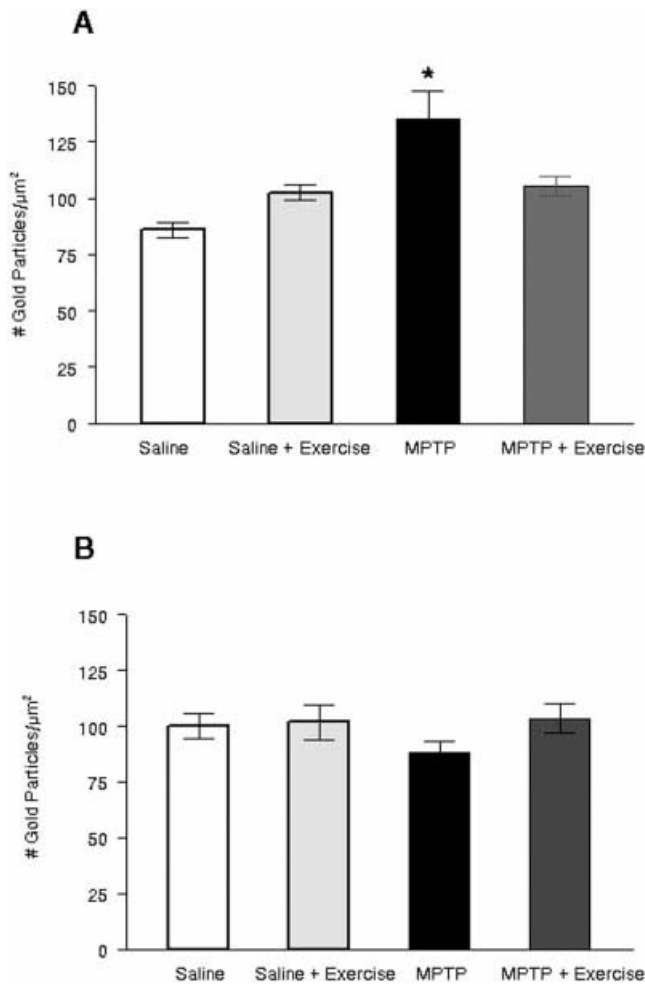 A
*
150
125
100
75
50
25
0
# Gold Particles/µm²
Saline Saline + Exercise MPTP MPTP + Exercise
B
150
125
100
75
50
25
0
# Gold Particles/µm²
Saline Saline + Exercise MPTP MPTP + Exercise